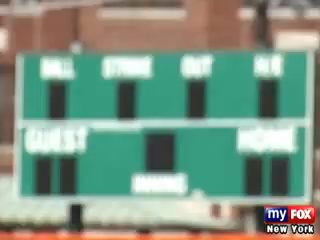 BALL STRIKE OUT H/E
GUEST HOME
INNING
my FOX
New York